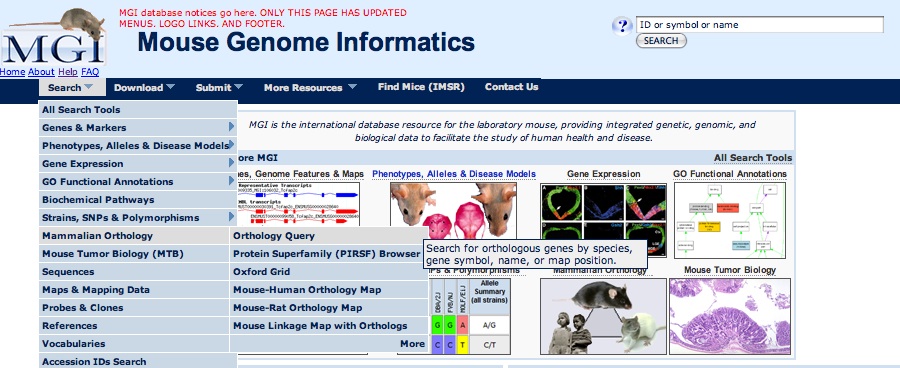 MGI database notices go here. ONLY THIS PAGE HAS UPDATED
MENUS. LOGO LINKS. AND FOOTER.
MGI
Mouse Genome Informatics
?
ID or symbol or name
SEARCH
Home About Help FAQ
Search Download Submit More Resources Find Mice (IMSR) Contact Us
All Search Tools
Genes & Markers
Phenotypes, Alleles & Disease Models
Gene Expression
GO Functional Annotations
Biochemical Pathways
Strains, SNPs & Polymorphisms
Mammalian Orthology
Mouse Tumor Biology (MTB)
Sequences
Maps & Mapping Data
Probes & Clones
References
Vocabularies
Accession IDs Search
Orthology Query
Protein Superfamily (PIRSF) Browser
Oxford Grid
Mouse-Human Orthology Map
Mouse-Rat Orthology Map
Mouse Linkage Map with Orthologs
More
Search for orthologous genes by species,
gene symbol, name, or map position.
MGI is the international database resource for the laboratory mouse, providing integrated genetic, genomic, and
biological data to facilitate the study of human health and disease.
ore MGI
All Search Tools
es, Genome Features & Maps
Phenotypes, Alleles & Disease Models
Gene Expression
GO Functional Annotations
Representative Transcripts
Ps & Polymorphisms
Mammalian Orthology
Mouse Tumor Biology
DBA/2J
FVB/NJ
MOLF/EiJ
Allele
Summary
(all strains)
G G A A/G
C C T C/T